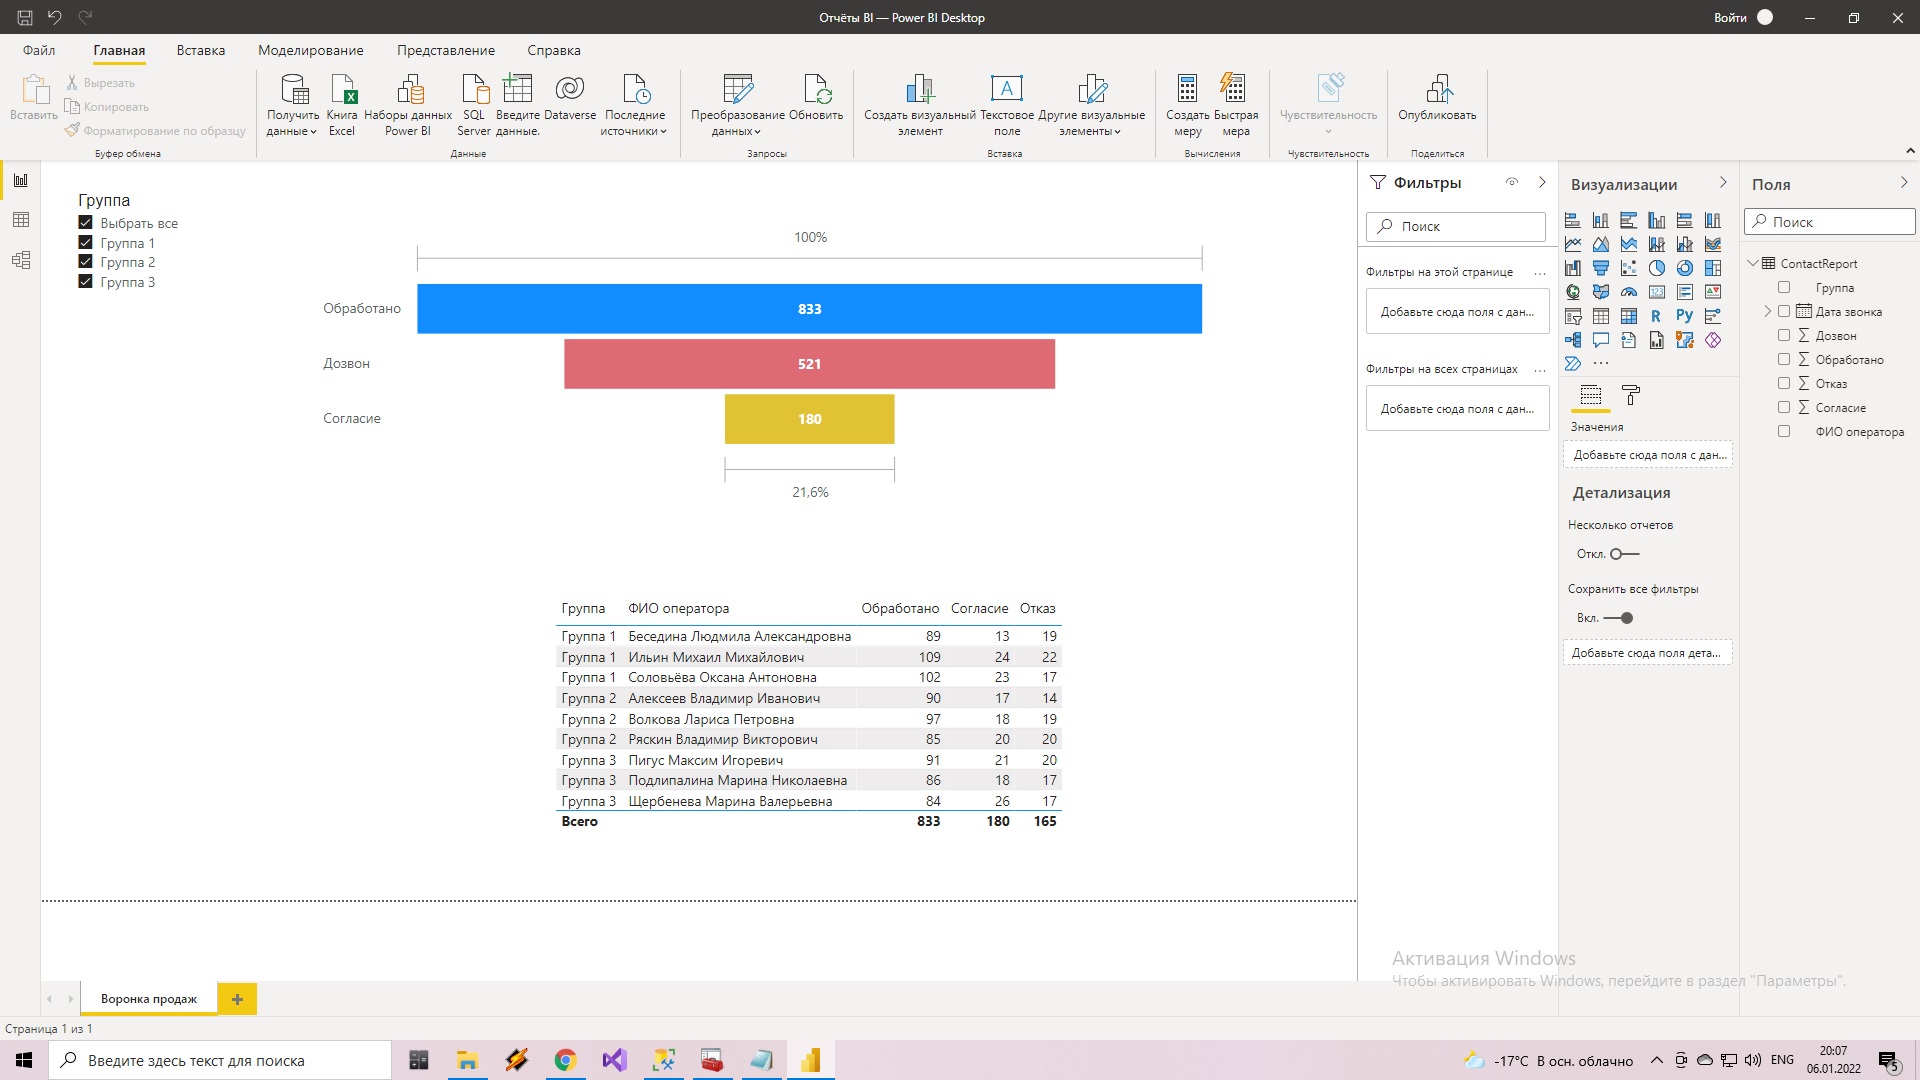 Отчёты BI — Power BI Desktop
Войти
Файл
Главная
Вставка
Моделирование
Представление
Справка
Вставить
Вырезать
Копировать
Форматирование по образцу
Буфер обмена
Получить данные
Книга Excel
Наборы данных Power BI
SQL Server
Введите данные.
Dataverse
Последние источники
Данные
Преобразование данных
Обновить
Запросы
Создать визуальный элемент
Текстовое поле
Другие визуальные элементы
Вставка
Создать меру
Быстрая мера
Вычисления
Чувствительность
Чувствительность
Опубликовать
Поделиться
Группа
Выбрать все
Группа 1
Группа 2
Группа 3
100%
Обработано 833
Дозвон 521
Согласие 180
21,6%
Группа ФИО оператора Обработано Согласие Отказ
Группа 1 Беседина Людмила Александровна 89 13 19
Группа 1 Ильин Михаил Михайлович 109 24 22
Группа 1 Соловьёва Оксана Антоновна 102 23 17
Группа 2 Алексеев Владимир Иванович 90 17 14
Группа 2 Волкова Лариса Петровна 97 18 19
Группа 2 Ряскин Владимир Викторович 85 20 20
Группа 3 Пигус Максим Игоревич 91 21 20
Группа 3 Подлипалина Марина Николаевна 86 18 17
Группа 3 Щербенева Марина Валерьевна 84 26 17
Всего 833 180 165
Фильтры
Поиск
Фильтры на этой странице ...
Добавьте сюда поля с дан...
Фильтры на всех страницах ...
Добавьте сюда поля с дан...
Визуализации
R
Py
123
...
Значения
Добавьте сюда поля с дан...
Детализация
Несколько отчетов
Откл.
Сохранить все фильтры
Вкл.
Добавьте сюда поля дета...
Поля
Поиск
ContactReport
Группа
Дата звонка
∑ Дозвон
∑ Обработано
∑ Отказ
∑ Согласие
ФИО оператора
Активация Windows
Чтобы активировать Windows, перейдите в раздел "Параметры".
Воронка продаж
+
Страница 1 из 1
Введите здесь текст для поиска
-17°C В осн. облачно
ENG
20:07
06.01.2022
5